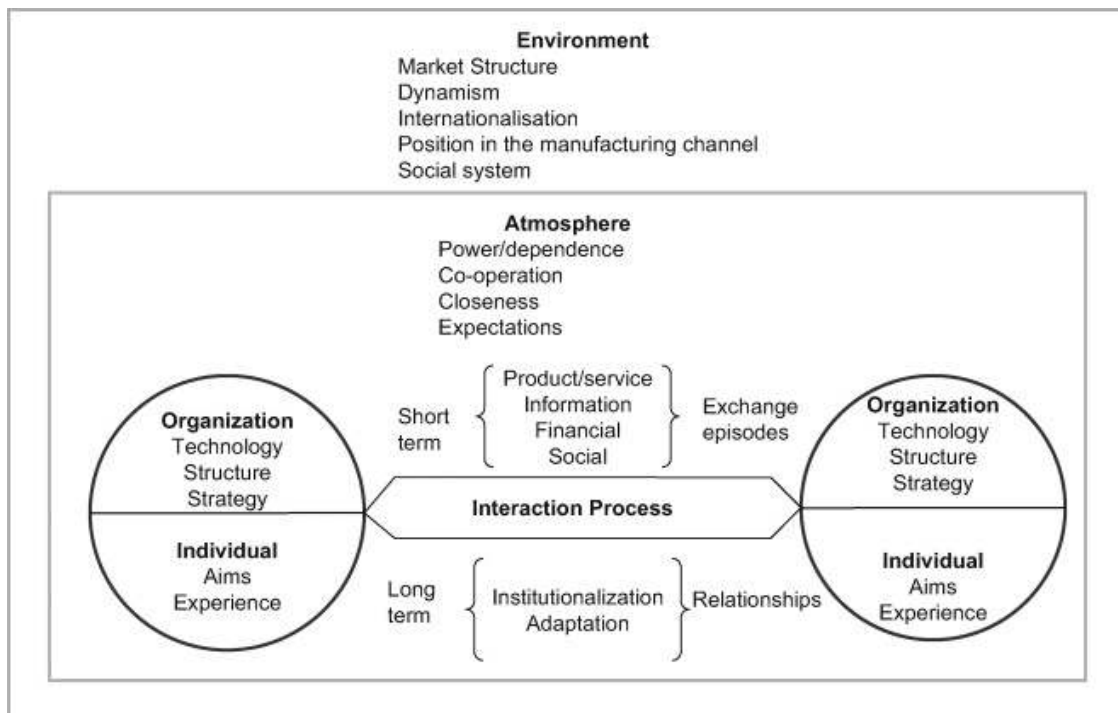 Environment
Market Structure
Dynamism
Internationalisation
Position in the manufacturing channel
Social system
Atmosphere
Power/dependence
Co-operation
Closeness
Expectations
Organization
Technology
Structure
Strategy
Individual
Aims
Experience
Short
term
Product/service
Information
Financial
Social
Exchange
episodes
Interaction Process
Long
term
Institutionalization
Adaptation
Relationships
Organization
Technology
Structure
Strategy
Individual
Aims
Experience